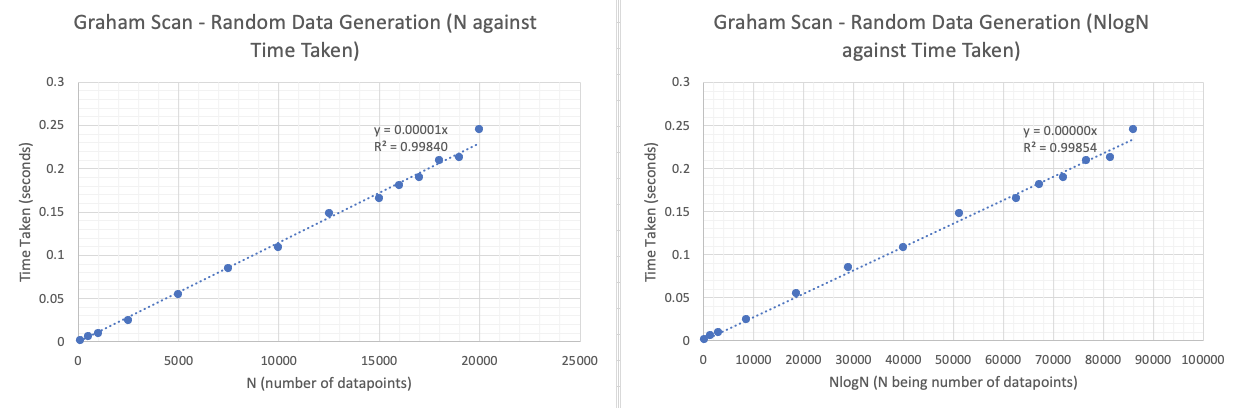 Graham Scan - Random Data Generation (N against
Time Taken)
0.3
0.25
0.2
0.15
0.1
0.05
0
Time Taken (seconds)
y = 0.00001x
R² = 0.99840
0 5000 10000 15000 20000 25000
N (number of datapoints)
Graham Scan - Random Data Generation (NlogN
against Time Taken)
0.3
0.25
0.2
0.15
0.1
0.05
0
Time Taken (seconds)
y = 0.00000x
R² = 0.99854
0 10000 20000 30000 40000 50000 60000 70000 80000 90000 100000
NlogN (N being number of datapoints)